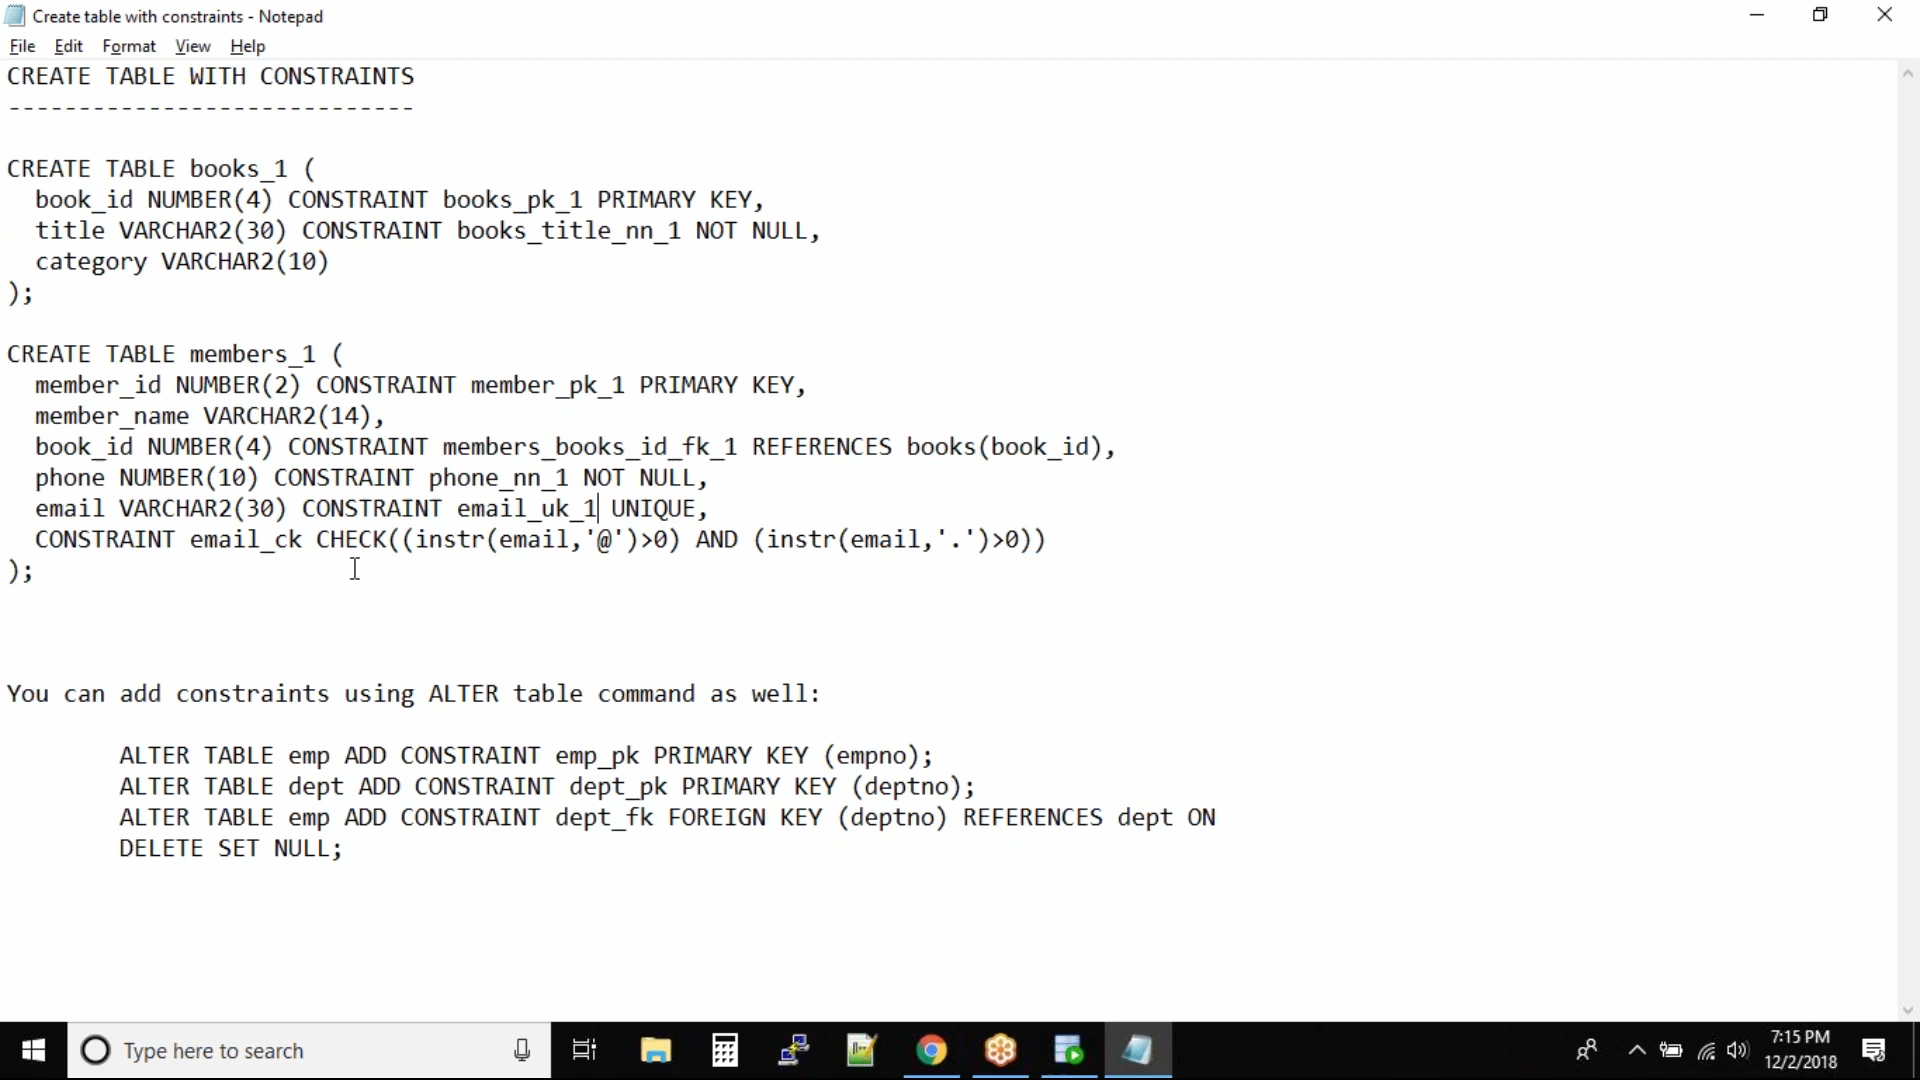 Create table with constraints - Notepad
File Edit Format View Help
CREATE TABLE WITH CONSTRAINTS
-----------------------------
CREATE TABLE books_1 (
book_id NUMBER(4) CONSTRAINT books_pk_1 PRIMARY KEY,
title VARCHAR2(30) CONSTRAINT books_title_nn_1 NOT NULL,
category VARCHAR2(10)
);
CREATE TABLE members_1 (
member_id NUMBER(2) CONSTRAINT member_pk_1 PRIMARY KEY,
member_name VARCHAR2(14),
book_id NUMBER(4) CONSTRAINT members_books_id_fk_1 REFERENCES books(book_id),
phone NUMBER(10) CONSTRAINT phone_nn_1 NOT NULL,
email VARCHAR2(30) CONSTRAINT email_uk_1 UNIQUE,
CONSTRAINT email_ck CHECK((instr(email,'@')>0) AND (instr(email,'.')>0))
);
You can add constraints using ALTER table command as well:
ALTER TABLE emp ADD CONSTRAINT emp_pk PRIMARY KEY (empno);
ALTER TABLE dept ADD CONSTRAINT dept_pk PRIMARY KEY (deptno);
ALTER TABLE emp ADD CONSTRAINT dept_fk FOREIGN KEY (deptno) REFERENCES dept ON
DELETE SET NULL;
Type here to search
7:15 PM
12/2/2018